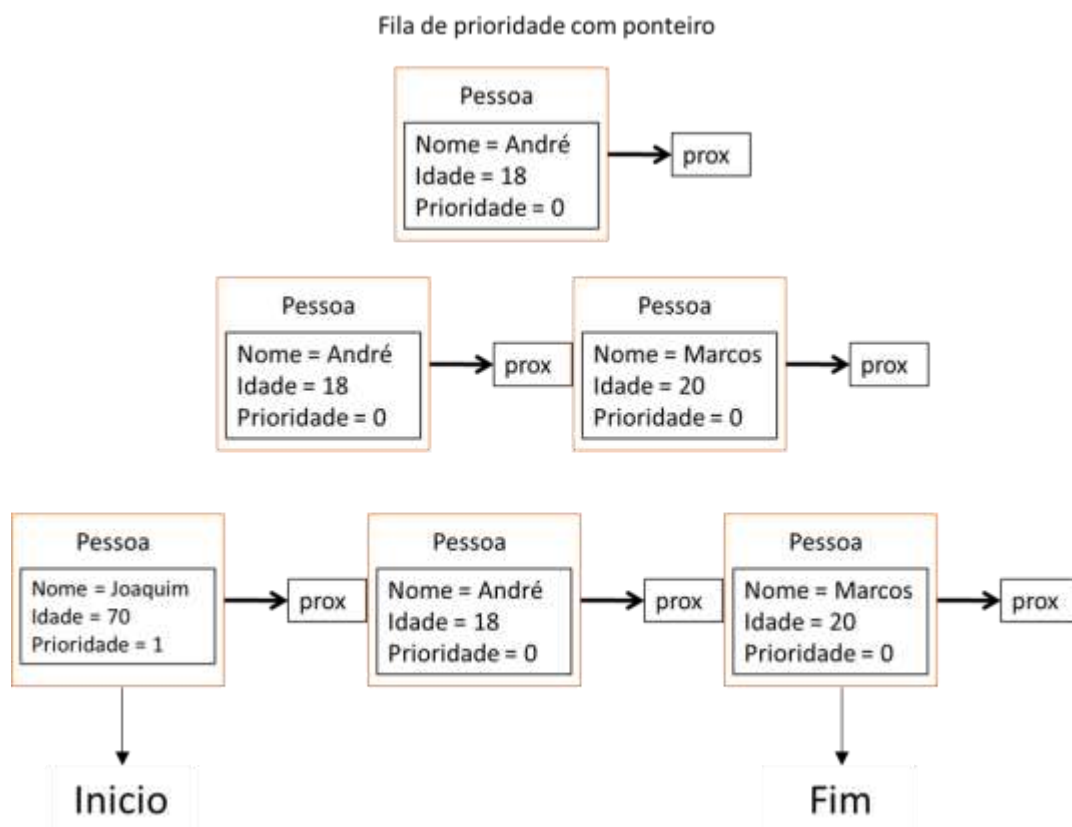 Fila de prioridade com ponteiro
Pessoa
Nome = André
Idade = 18
Prioridade = 0
prox
Pessoa
Nome = André
Idade = 18
Prioridade = 0
prox
Pessoa
Nome = Marcos
Idade = 20
Prioridade = 0
prox
Pessoa
Nome = Joaquim
Idade = 70
Prioridade = 1
prox
Pessoa
Nome = André
Idade = 18
Prioridade = 0
prox
Pessoa
Nome = Marcos
Idade = 20
Prioridade = 0
prox
Inicio
Fim